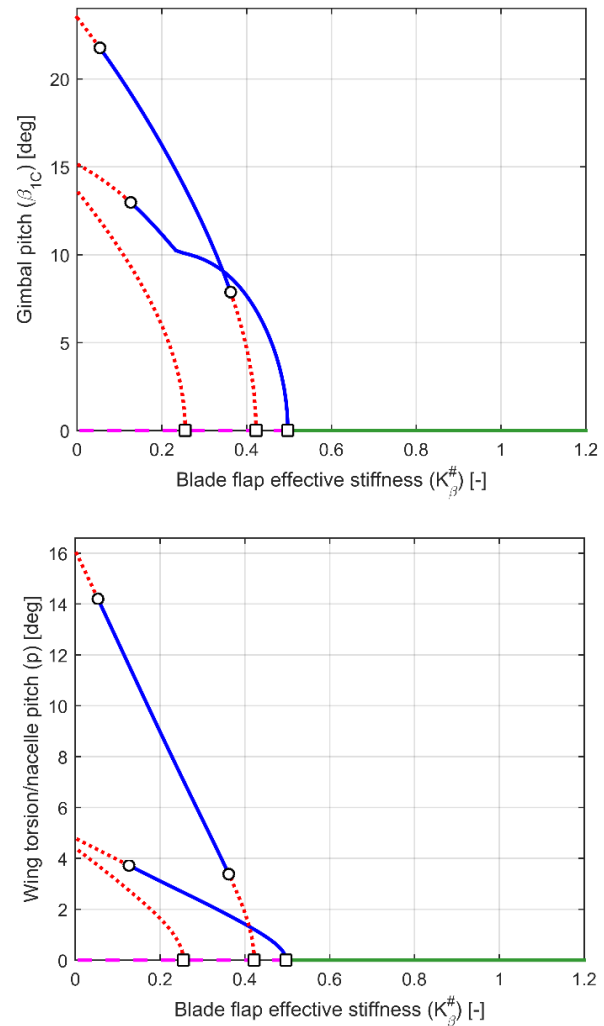 20
15
10
5
0
Gimbal pitch (β1C) [deg]
0 0.2 0.4 0.6 0.8 1 1.2
Blade flap effective stiffness (K#β) [-]
16
14
12
10
8
6
4
2
0
Wing torsion/nacelle pitch (p) [deg]
0 0.2 0.4 0.6 0.8 1 1.2
Blade flap effective stiffness (K#β) [-]